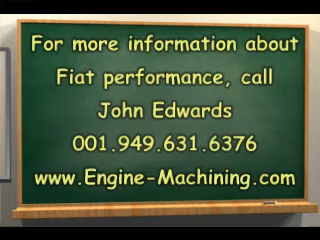 For more information about
Fiat performance, call
John Edwards
001.949.631.6376
www.Engine-Machining.com